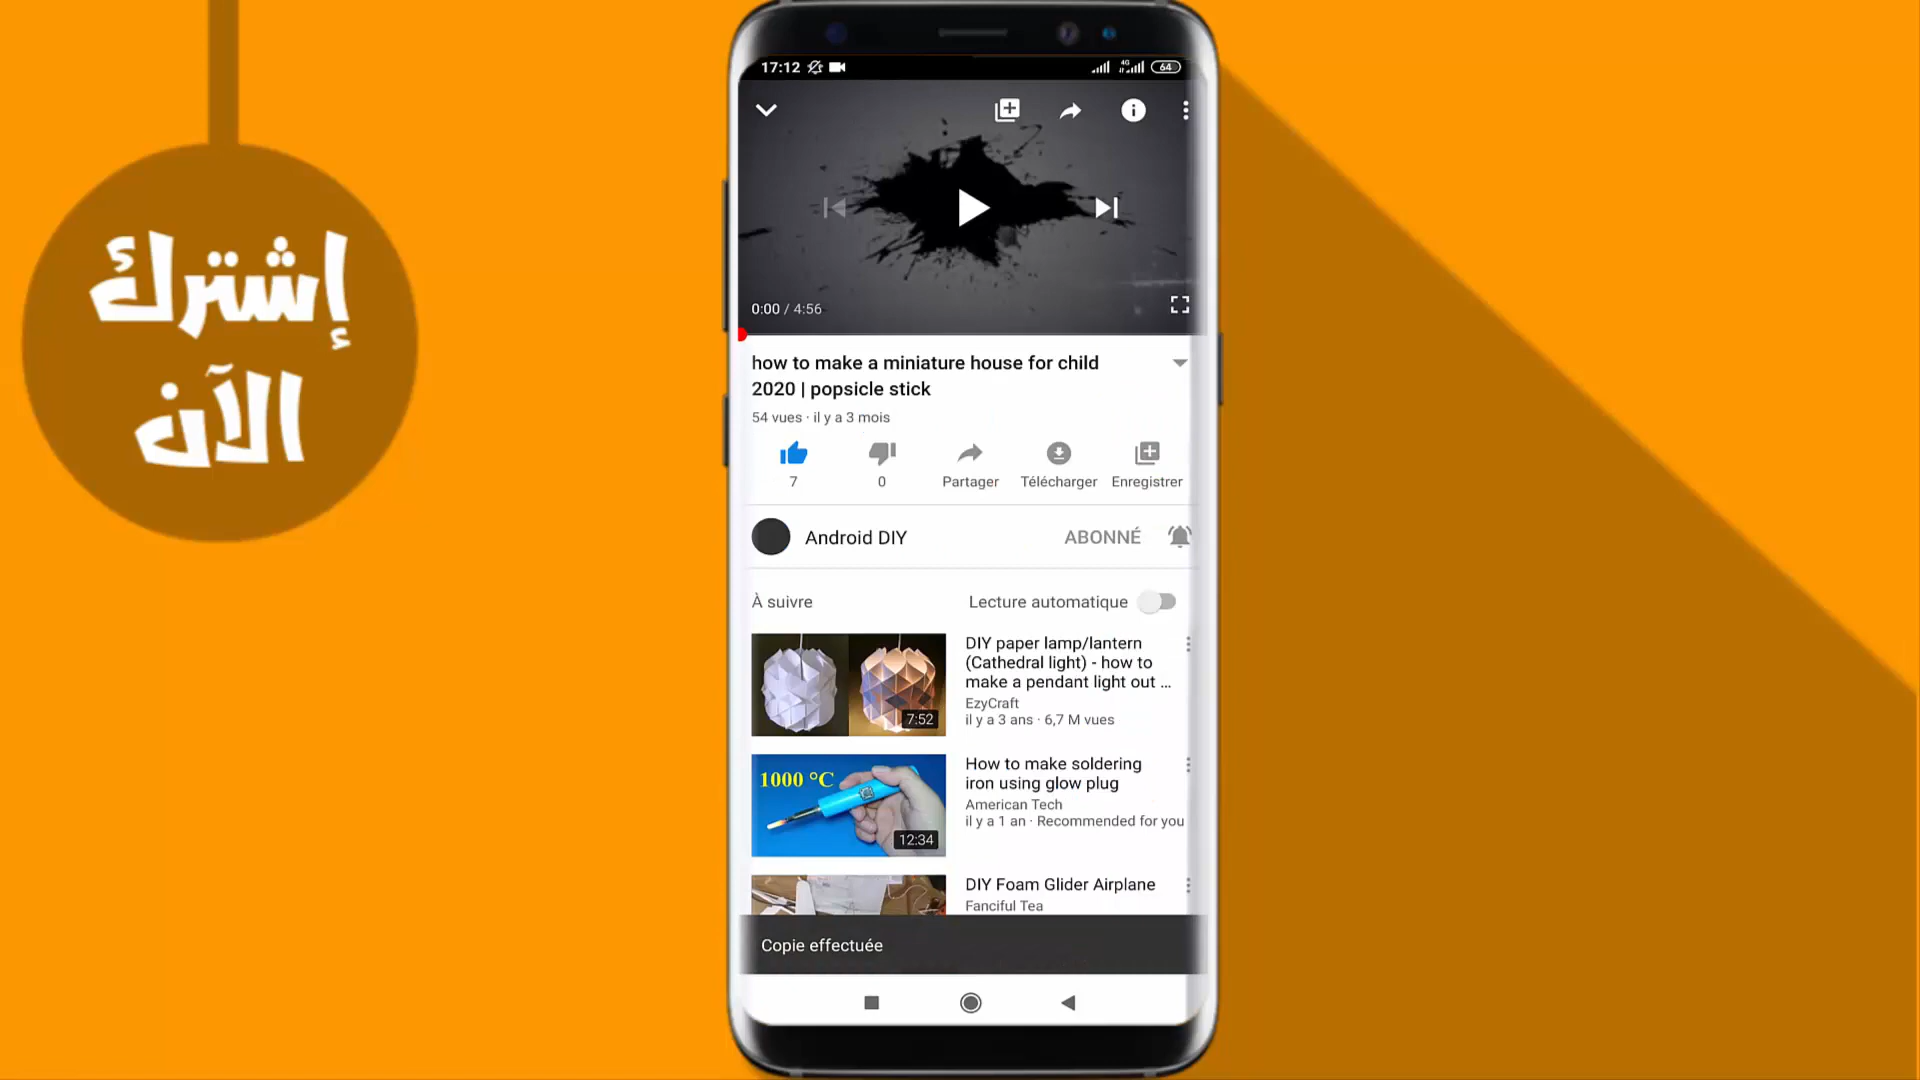 إشترك
الآن
17:12
4G
64
0:00 / 4:56
how to make a miniature house for child
2020 | popsicle stick
54 vues · il y a 3 mois
7
0
Partager
Télécharger
Enregistrer
Android DIY
ABONNÉ
À suivre
Lecture automatique
7:52
DIY paper lamp/lantern
(Cathedral light) - how to
make a pendant light out ...
EzyCraft
il y a 3 ans · 6,7 M vues
1000 °C
12:34
How to make soldering
iron using glow plug
American Tech
il y a 1 an · Recommended for you
DIY Foam Glider Airplane
Fanciful Tea
Copie effectuée